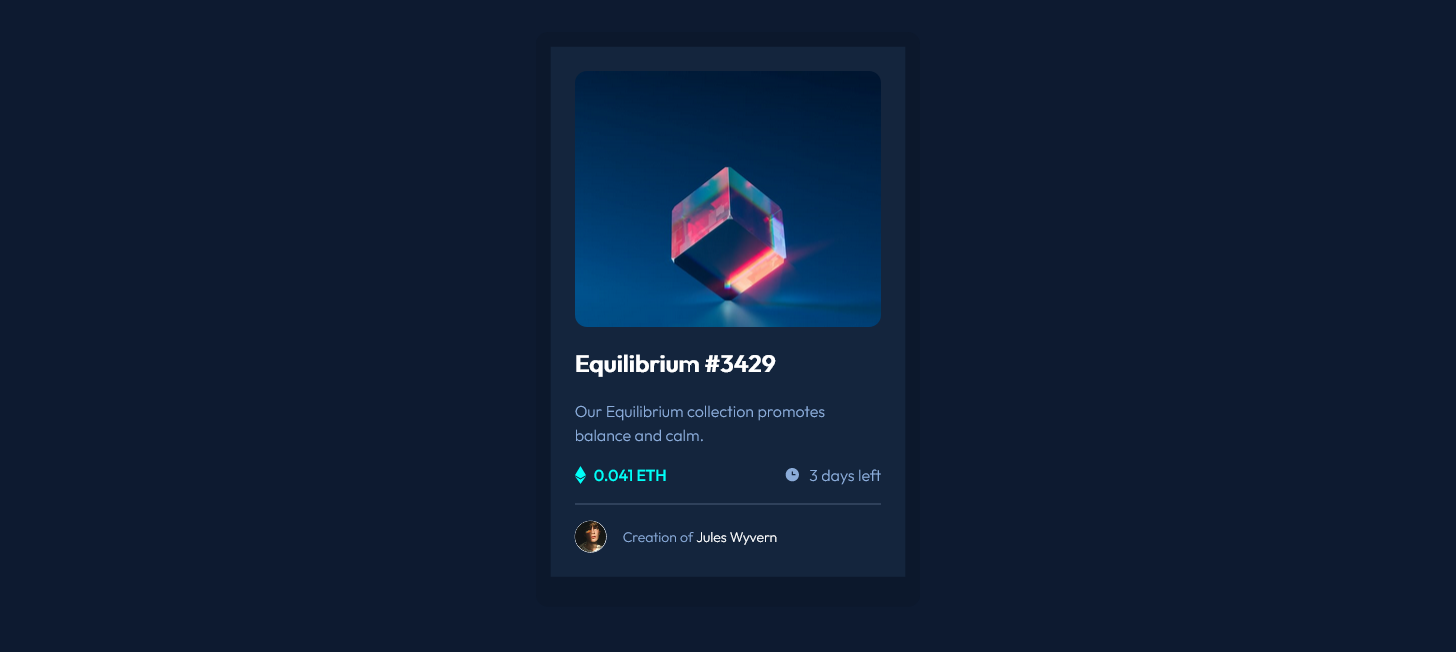 Equilibrium #3429
Our Equilibrium collection promotes
balance and calm.
0.041 ETH
3 days left
Creation of Jules Wyvern